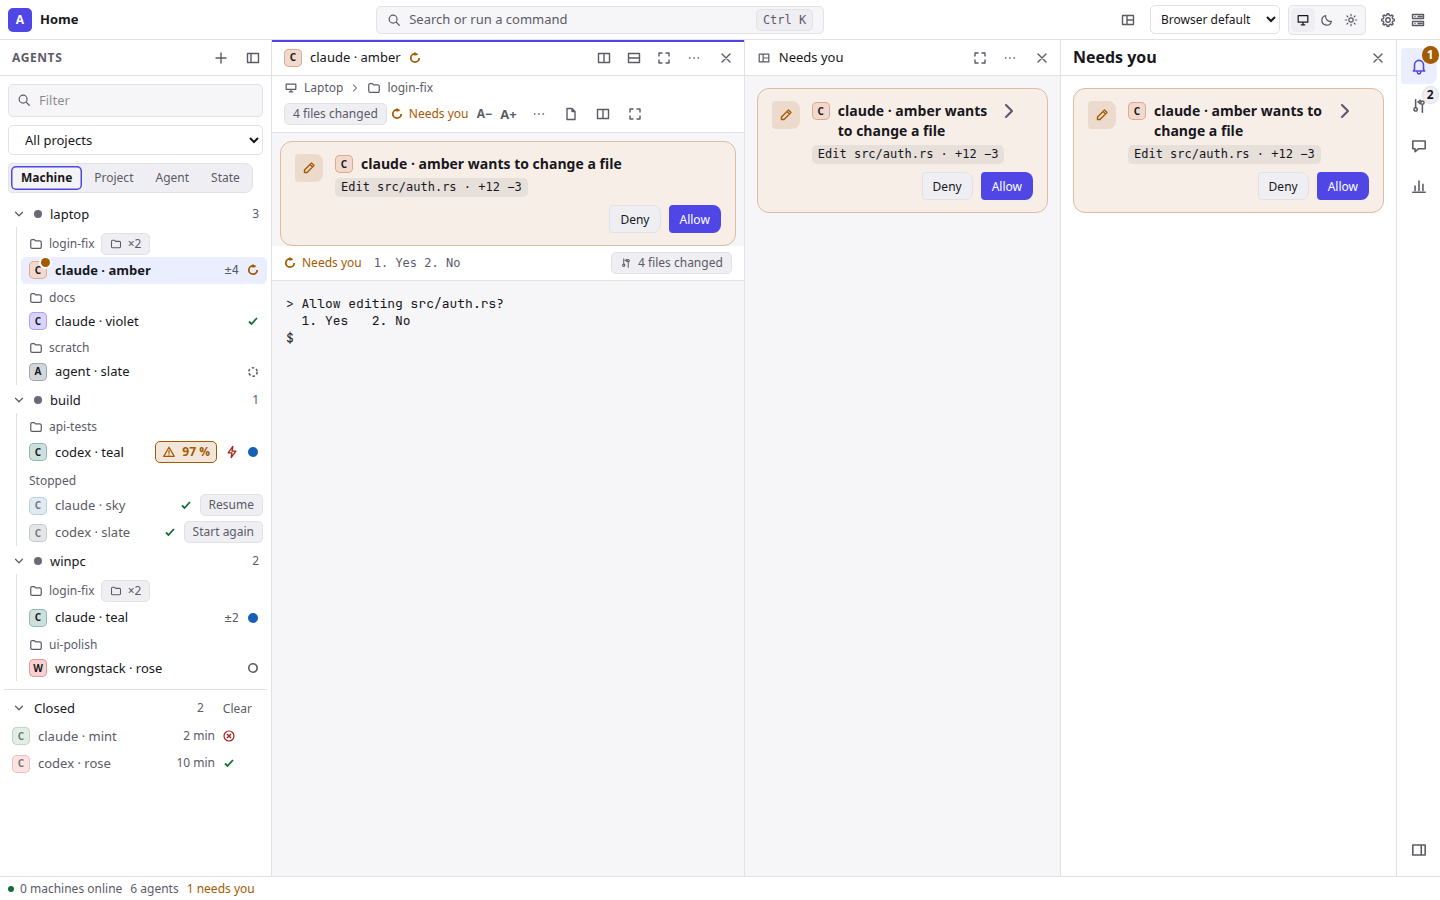 A Home
Search or run a command Ctrl K
Browser default
AGENTS
Filter
All projects
Machine Project Agent State
laptop 3
login-fix ×2
C claude · amber ±4
docs
C claude · violet
scratch
A agent · slate
build 1
api-tests
C codex · teal 97 %
Stopped
C claude · sky Resume
C codex · slate Start again
winpc 2
login-fix ×2
C claude · teal ±2
ui-polish
W wrongstack · rose
Closed 2 Clear
C claude · mint 2 min
C codex · rose 10 min
C claude · amber
Laptop login-fix
4 files changed Needs you A− A+
C claude · amber wants to change a file
Edit src/auth.rs · +12 −3
Deny Allow
Needs you 1. Yes 2. No 4 files changed
> Allow editing src/auth.rs?
1. Yes 2. No
$
Needs you
C claude · amber wants
to change a file
Edit src/auth.rs · +12 −3
Deny Allow
Needs you
C claude · amber wants to
change a file
Edit src/auth.rs · +12 −3
Deny Allow
1
2
0 machines online 6 agents 1 needs you